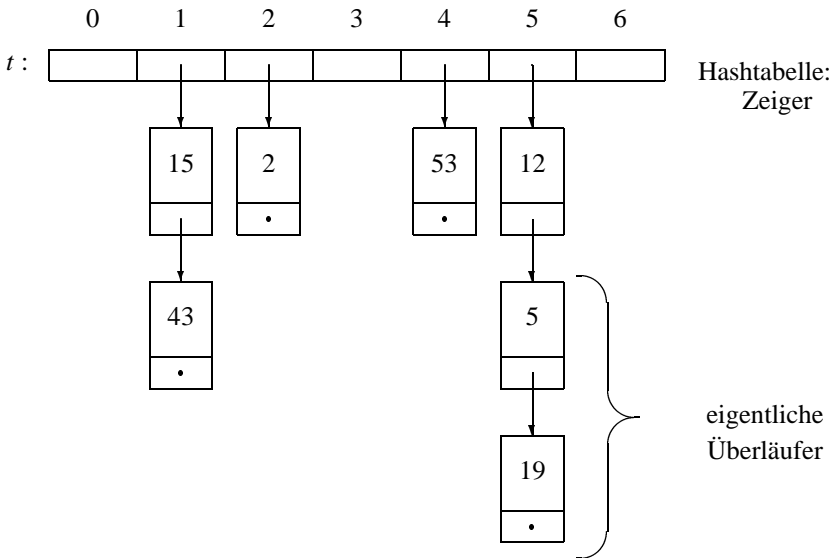 0 1 2 3 4 5 6
t :
Hashtabelle:
Zeiger
15 2 53 12
43 5
eigentliche
Überläufer
19